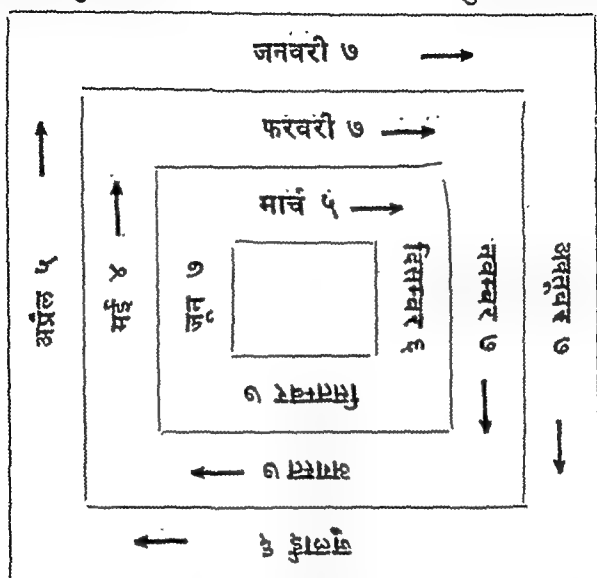 जनवरी ७
फरवरी ७
मार्च ५
अप्रैल ५
मई ४
जून ७
दिसम्बर ६
नवम्बर ७
अक्तूबर ७
सितम्बर ७
अगस्त ७
जुलाई ६